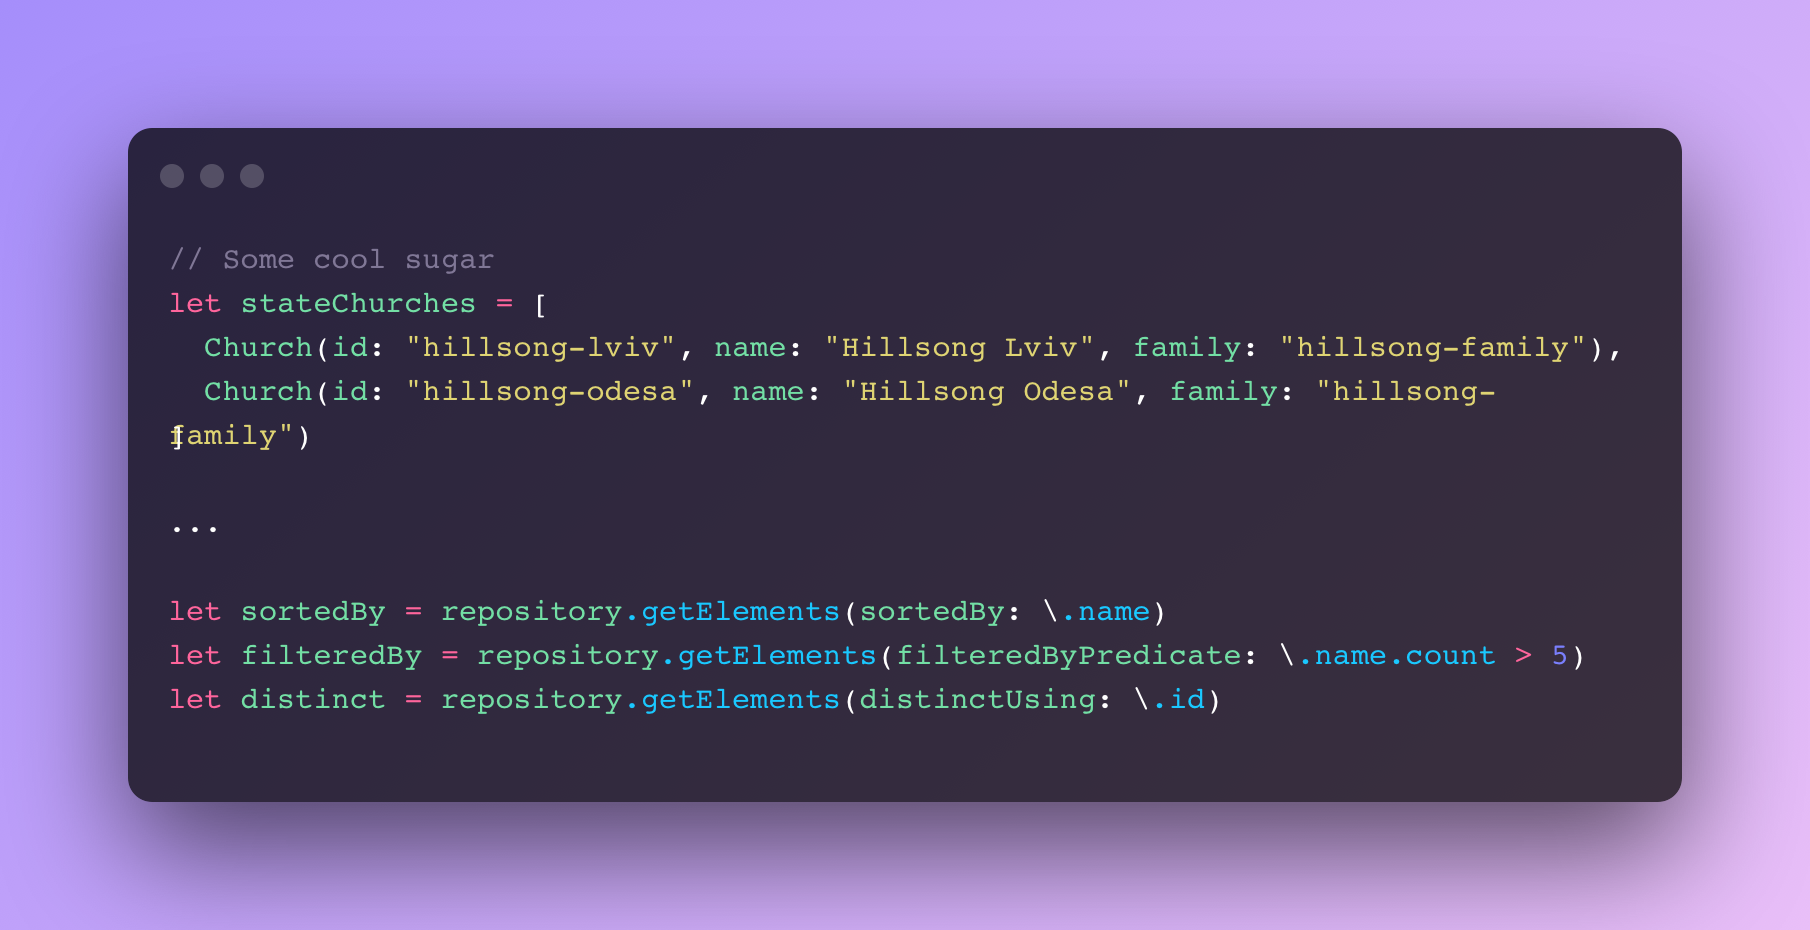 // Some cool sugar
let stateChurches = [
  Church(id: "hillsong-lviv", name: "Hillsong Lviv", family: "hillsong-family"),
  Church(id: "hillsong-odesa", name: "Hillsong Odesa", family: "hillsong-
family")
]
...
let sortedBy = repository.getElements(sortedBy: \.name)
let filteredBy = repository.getElements(filteredByPredicate: \.name.count > 5)
let distinct = repository.getElements(distinctUsing: \.id)